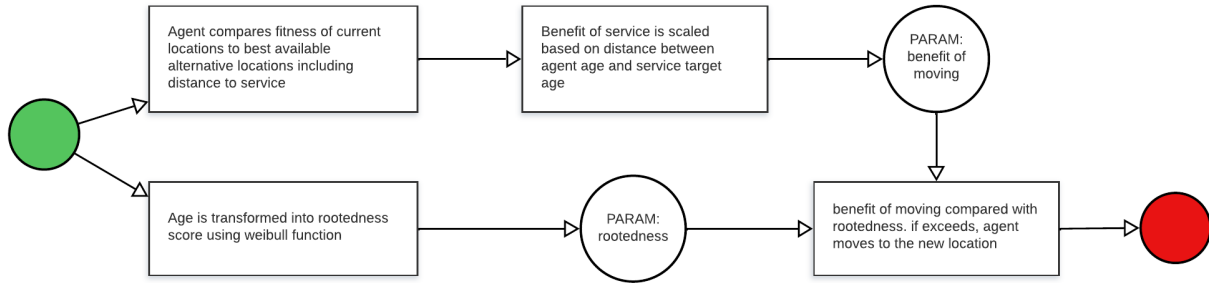 Agent compares fitness of current
locations to best available
alternative locations including
distance to service
Benefit of service is scaled
based on distance between
agent age and service target
age
PARAM:
benefit of
moving
Age is transformed into rootedness
score using weibull function
PARAM:
rootedness
benefit of moving compared with
rootedness. if exceeds, agent
moves to the new location